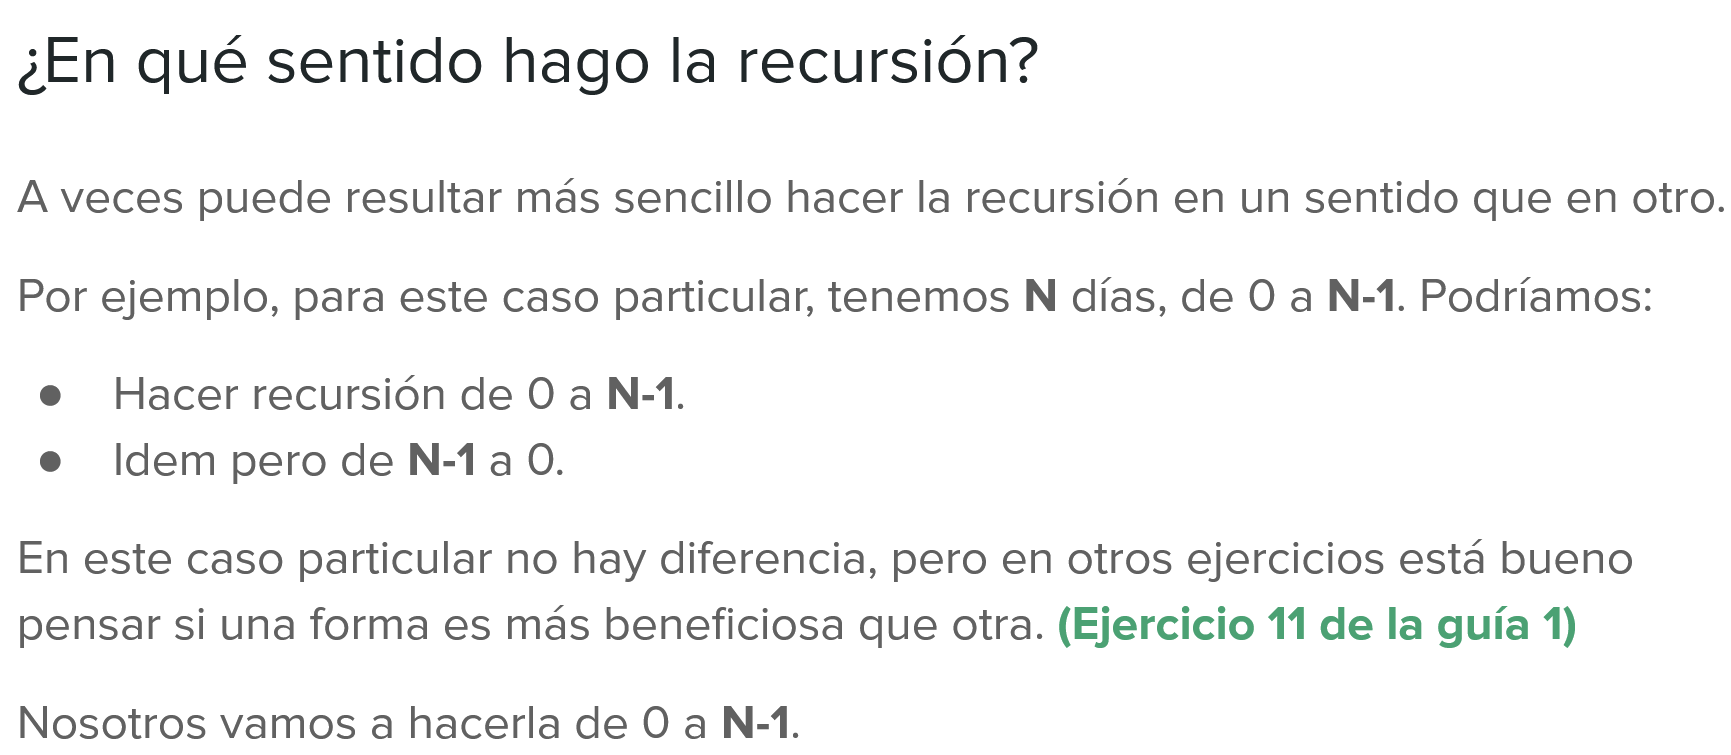 ¿En qué sentido hago la recursión?
A veces puede resultar más sencillo hacer la recursión en un sentido que en otro.
Por ejemplo, para este caso particular, tenemos N días, de 0 a N-1. Podríamos:
● Hacer recursión de 0 a N-1.
● Idem pero de N-1 a 0.
En este caso particular no hay diferencia, pero en otros ejercicios está bueno
pensar si una forma es más beneficiosa que otra. (Ejercicio 11 de la guía 1)
Nosotros vamos a hacerla de 0 a N-1.